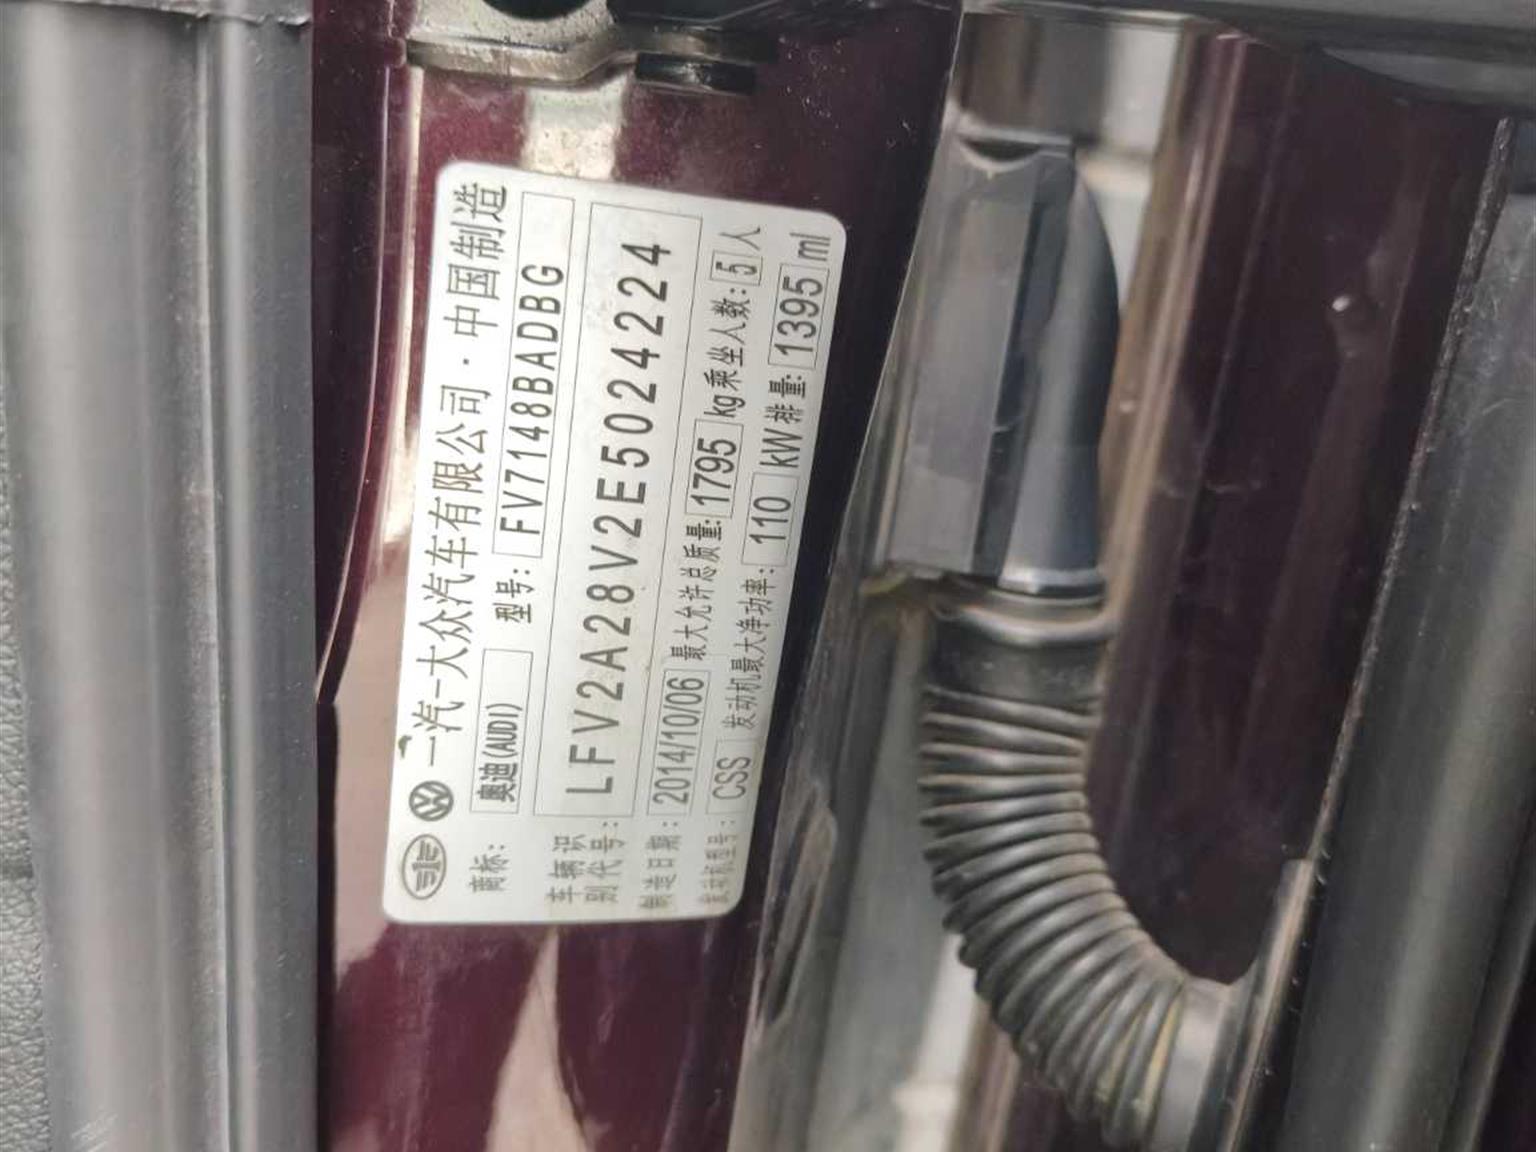 一汽-大众汽车有限公司·中国制造
商标: 奥迪(AUDI) 型号: FV7148BADBG
车辆识别代号: LFV2A28V2E5024224
制造日期: 2014/10/06 最大允许总质量: 1795 kg 乘坐人数: 5 人
发动机型号: CSS 发动机最大净功率: 110 kW 排量: 1395 ml